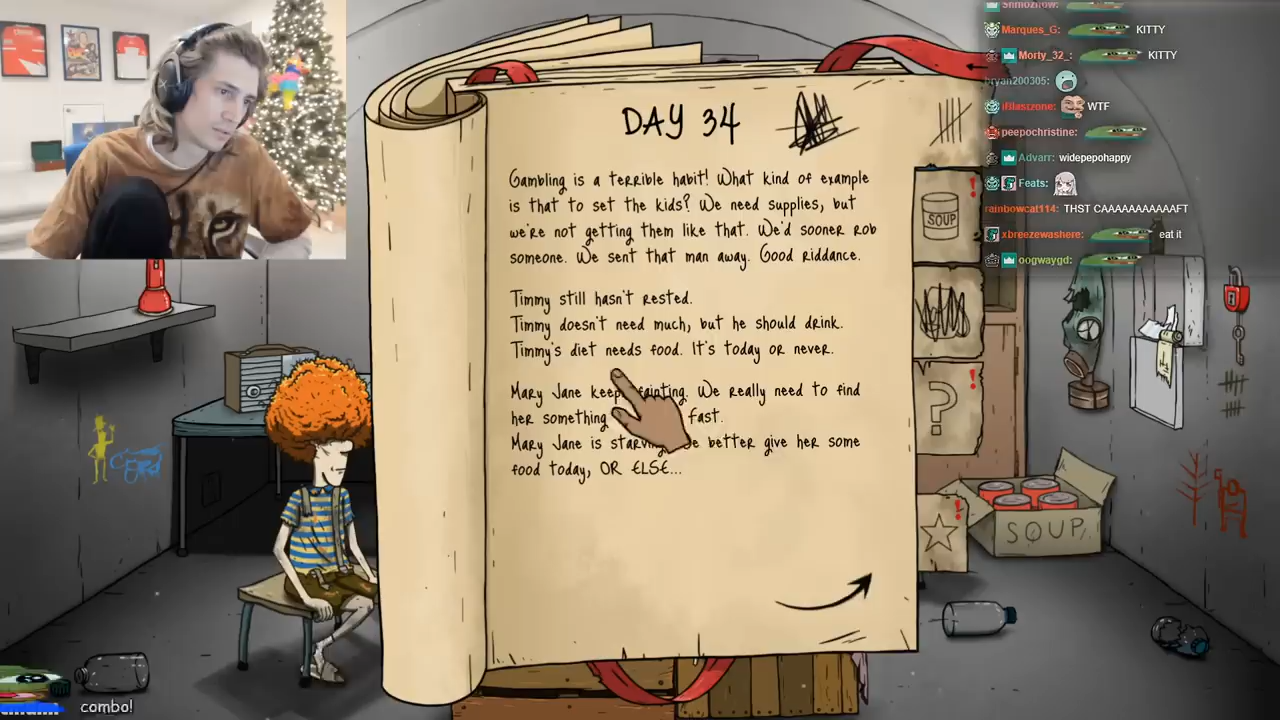 DAY 34
Gambling is a terrible habit! What kind of example
is that to set the kids? We need supplies, but
we're not getting them like that. We'd sooner rob
someone. We sent that man away. Good riddance.
Timmy still hasn't rested.
Timmy doesn't need much, but he should drink.
Timmy's diet needs food. It's today or never.
Mary Jane keeps fainting. We really need to find
her something fast.
Mary Jane is starving. better give her some
food today, OR ELSE...
SOUP
?
SOUP
Marques_G: KITTY
Morty_32_: KITTY
bryan200305:
iBlastzone: WTF
peepochristine:
Advarr: widepepohappy
Feats:
rainbowcat114: THST CAAAAAAAAAAFT
xbreezewashere: eat it
oogwaygd:
combo!